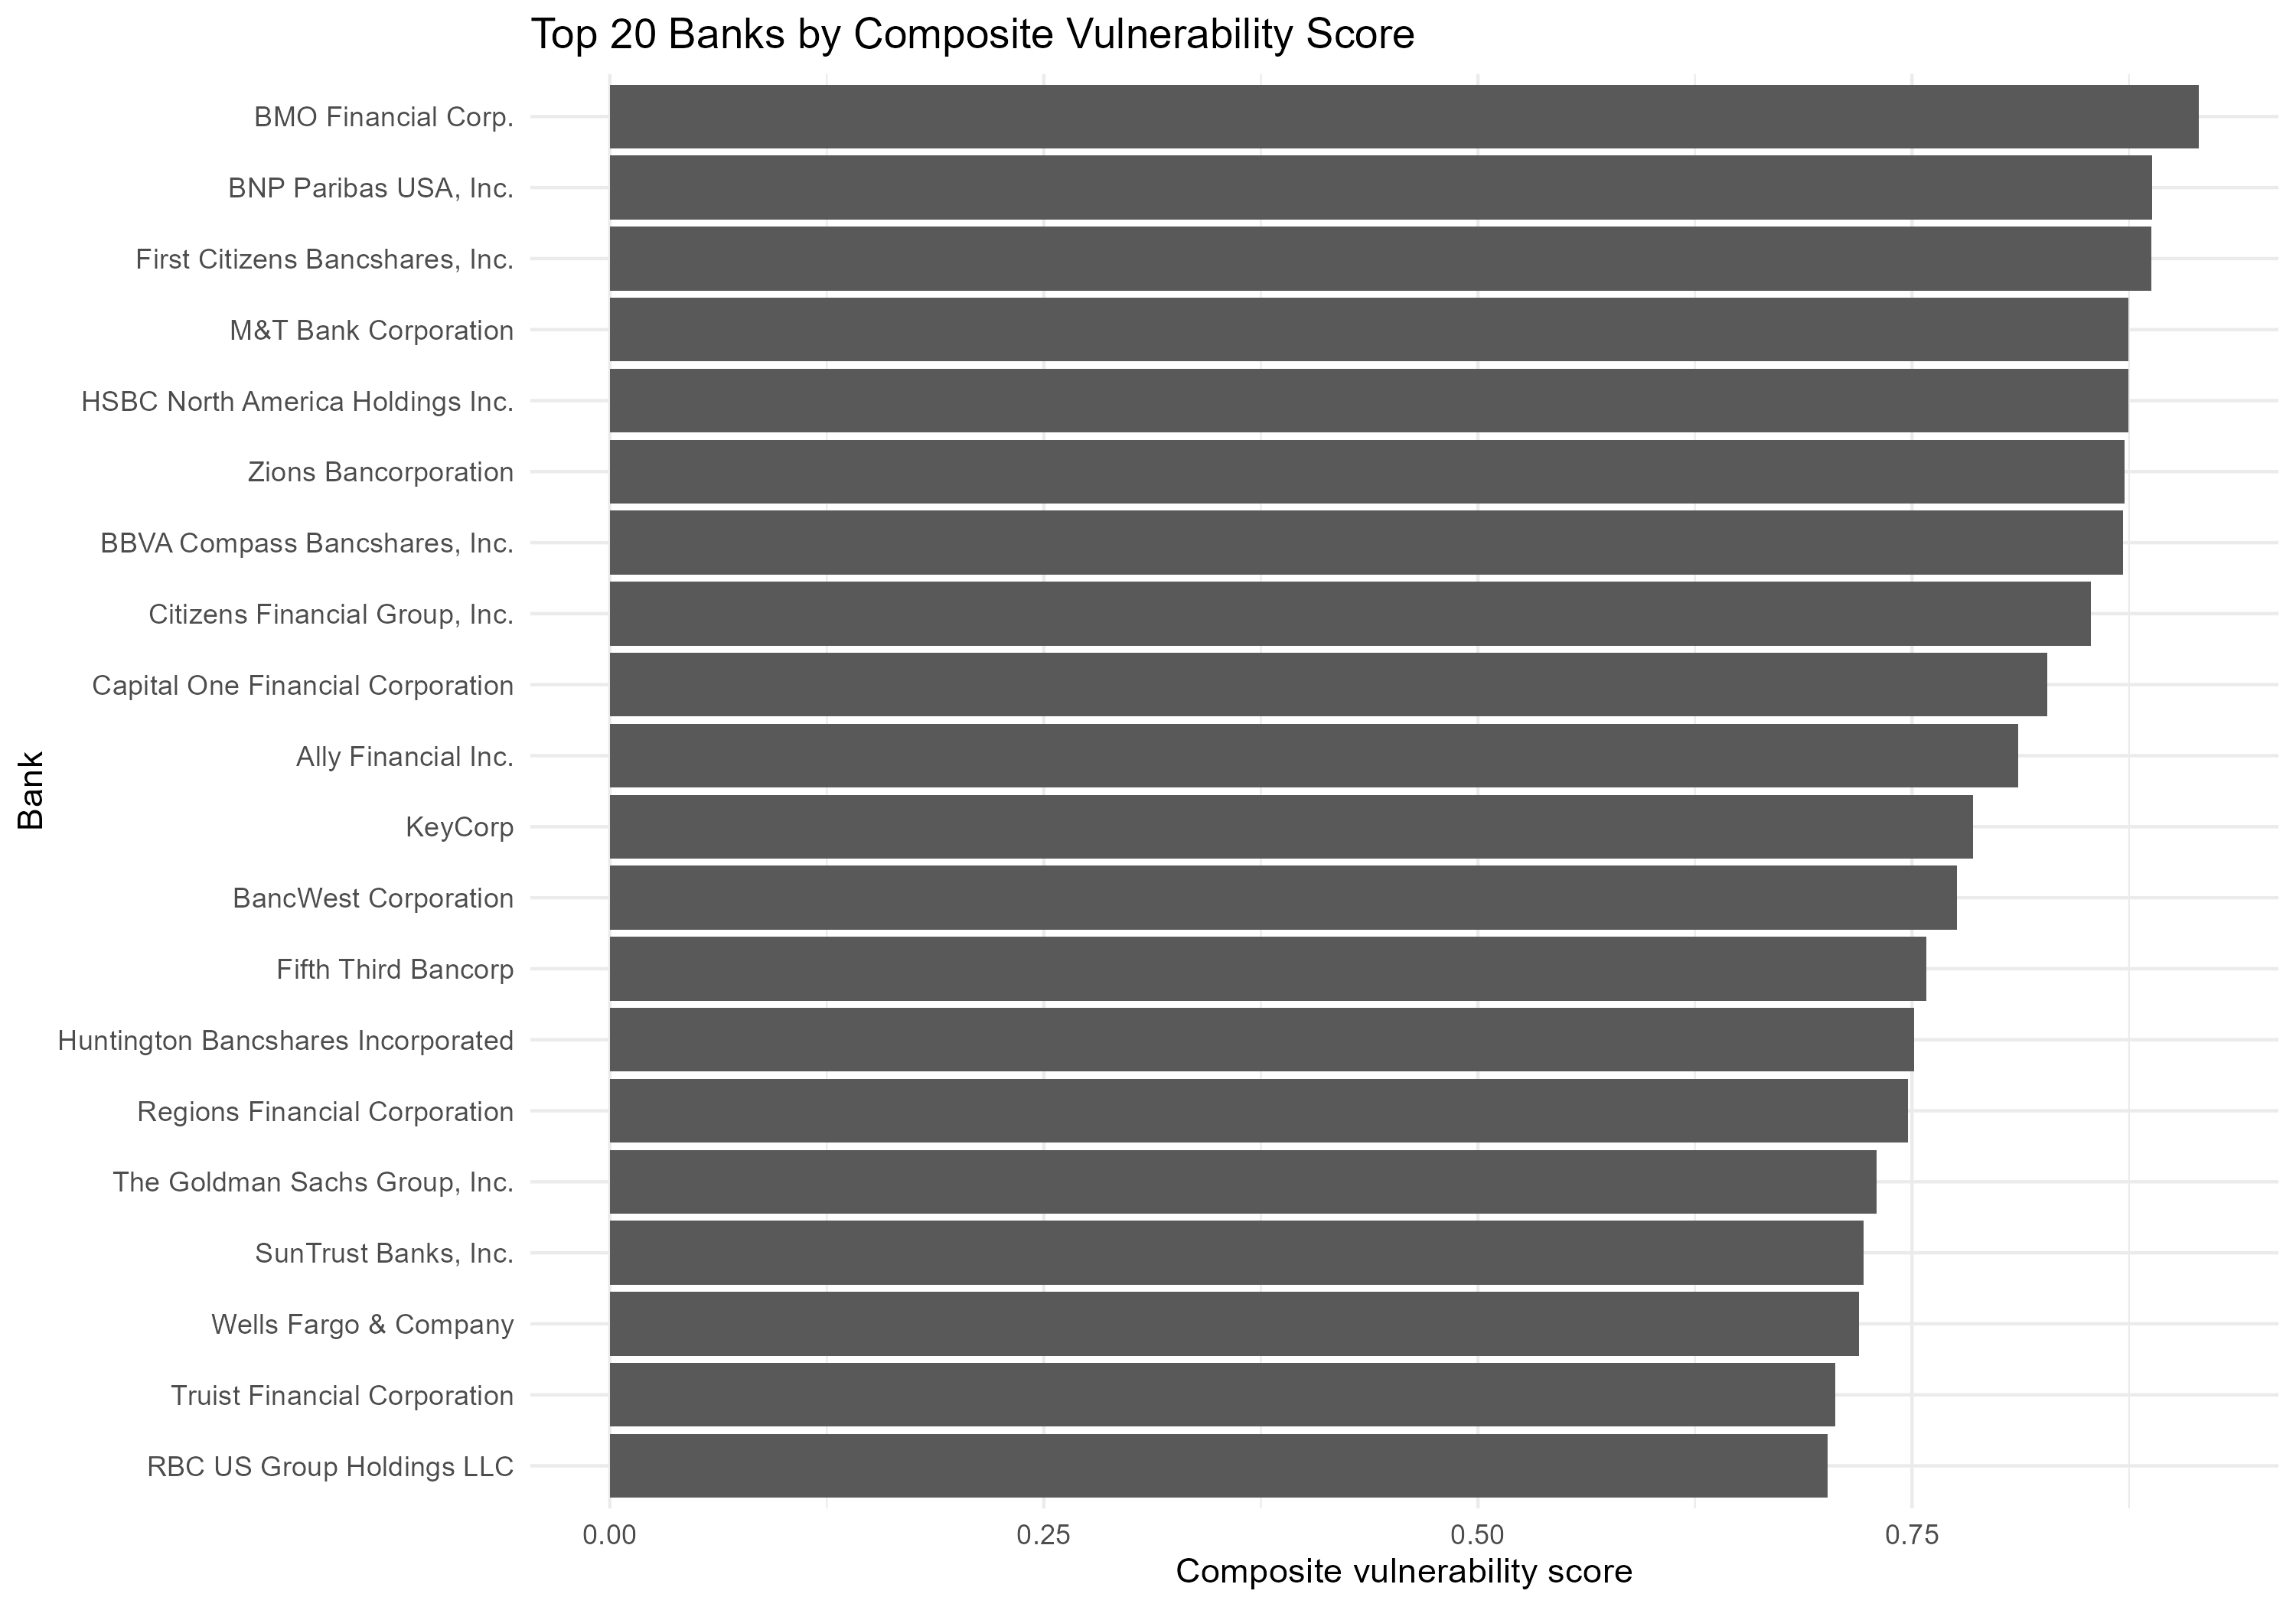 Top 20 Banks by Composite Vulnerability Score
BMO Financial Corp.
BNP Paribas USA, Inc.
First Citizens Bancshares, Inc.
M&T Bank Corporation
HSBC North America Holdings Inc.
Zions Bancorporation
BBVA Compass Bancshares, Inc.
Citizens Financial Group, Inc.
Capital One Financial Corporation
Ally Financial Inc.
KeyCorp
BancWest Corporation
Fifth Third Bancorp
Huntington Bancshares Incorporated
Regions Financial Corporation
The Goldman Sachs Group, Inc.
SunTrust Banks, Inc.
Wells Fargo & Company
Truist Financial Corporation
RBC US Group Holdings LLC
Bank
0.00 0.25 0.50 0.75
Composite vulnerability score